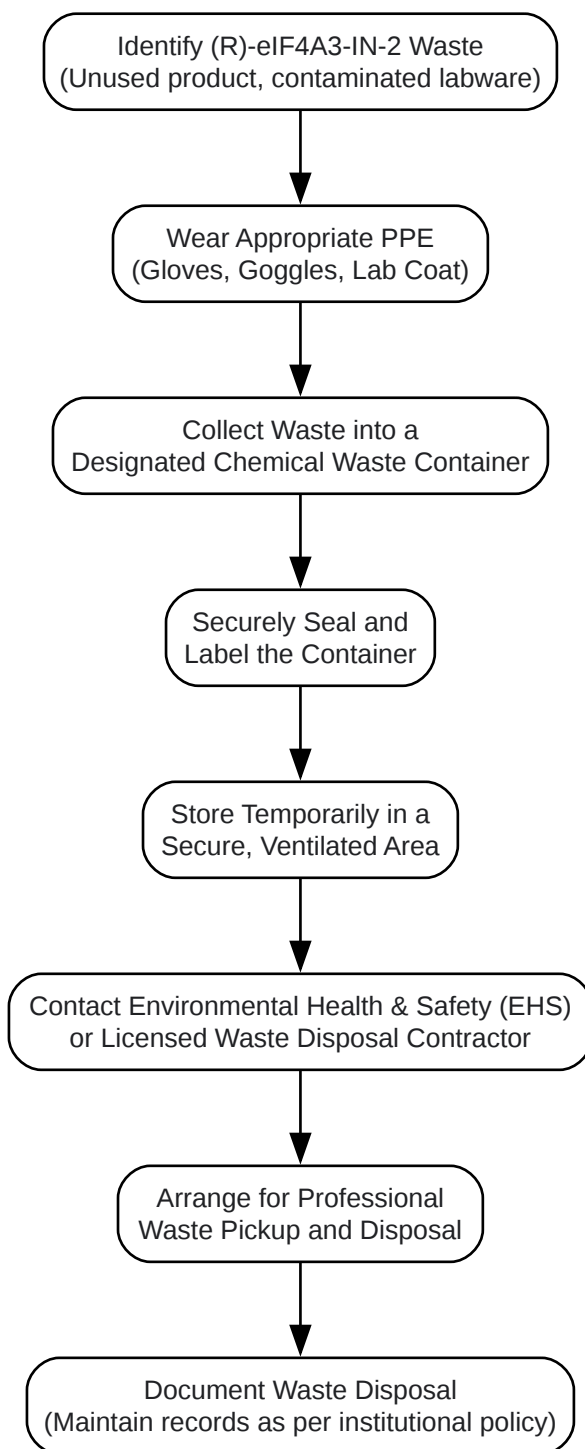 Identify (R)-eIF4A3-IN-2 Waste
(Unused product, contaminated labware)
Wear Appropriate PPE
(Gloves, Goggles, Lab Coat)
Collect Waste into a
Designated Chemical Waste Container
Securely Seal and
Label the Container
Store Temporarily in a
Secure, Ventilated Area
Contact Environmental Health & Safety (EHS)
or Licensed Waste Disposal Contractor
Arrange for Professional
Waste Pickup and Disposal
Document Waste Disposal
(Maintain records as per institutional policy)